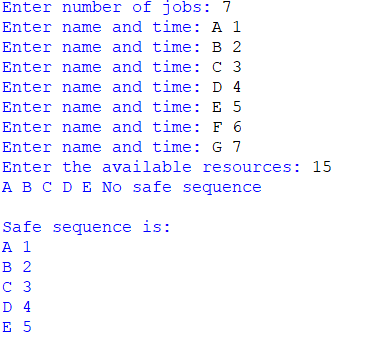 Enter number of jobs: 7
Enter name and time: A 1
Enter name and time: B 2
Enter name and time: C 3
Enter name and time: D 4
Enter name and time: E 5
Enter name and time: F 6
Enter name and time: G 7
Enter the available resources: 15
A B C D E No safe sequence

Safe sequence is:
A 1
B 2
C 3
D 4
E 5